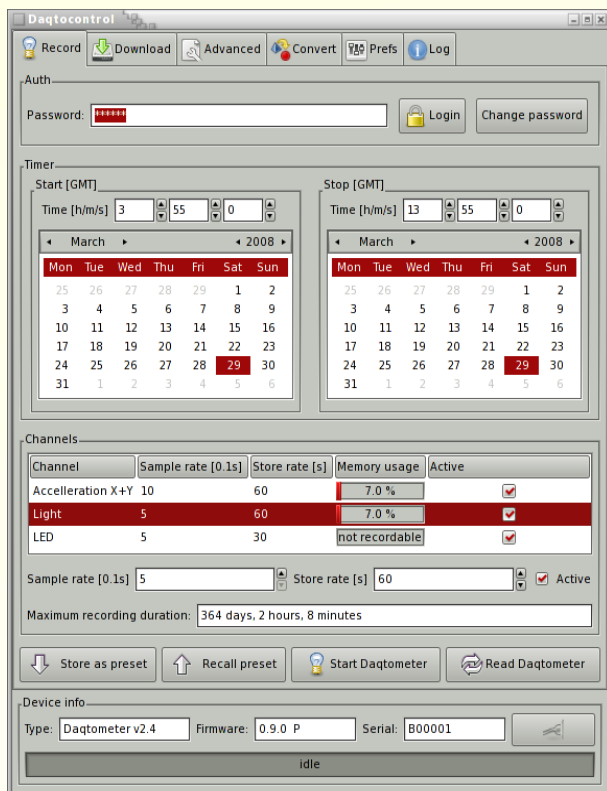 Daqtocontrol
Record Download Advanced Convert Prefs Log
Auth
Password: ****** Login Change password
Timer
Start [GMT] Stop [GMT]
Time [h/m/s] 3 55 0 Time [h/m/s] 13 55 0
March 2008 March 2008
Mon Tue Wed Thu Fri Sat Sun Mon Tue Wed Thu Fri Sat Sun
25 26 27 28 29 1 2 25 26 27 28 29 1 2
3 4 5 6 7 8 9 3 4 5 6 7 8 9
10 11 12 13 14 15 16 10 11 12 13 14 15 16
17 18 19 20 21 22 23 17 18 19 20 21 22 23
24 25 26 27 28 29 30 24 25 26 27 28 29 30
31 1 2 3 4 5 6 31 1 2 3 4 5 6
Channels
Channel Sample rate [0.1s] Store rate [s] Memory usage Active
Accelleration X+Y 10 60 7.0 %
Light 5 60 7.0 %
LED 5 30 not recordable
Sample rate [0.1s] 5 Store rate [s] 60 Active
Maximum recording duration: 364 days, 2 hours, 8 minutes
Store as preset Recall preset Start Daqtometer Read Daqtometer
Device info
Type: Daqtometer v2.4 Firmware: 0.9.0 P Serial: B00001
idle